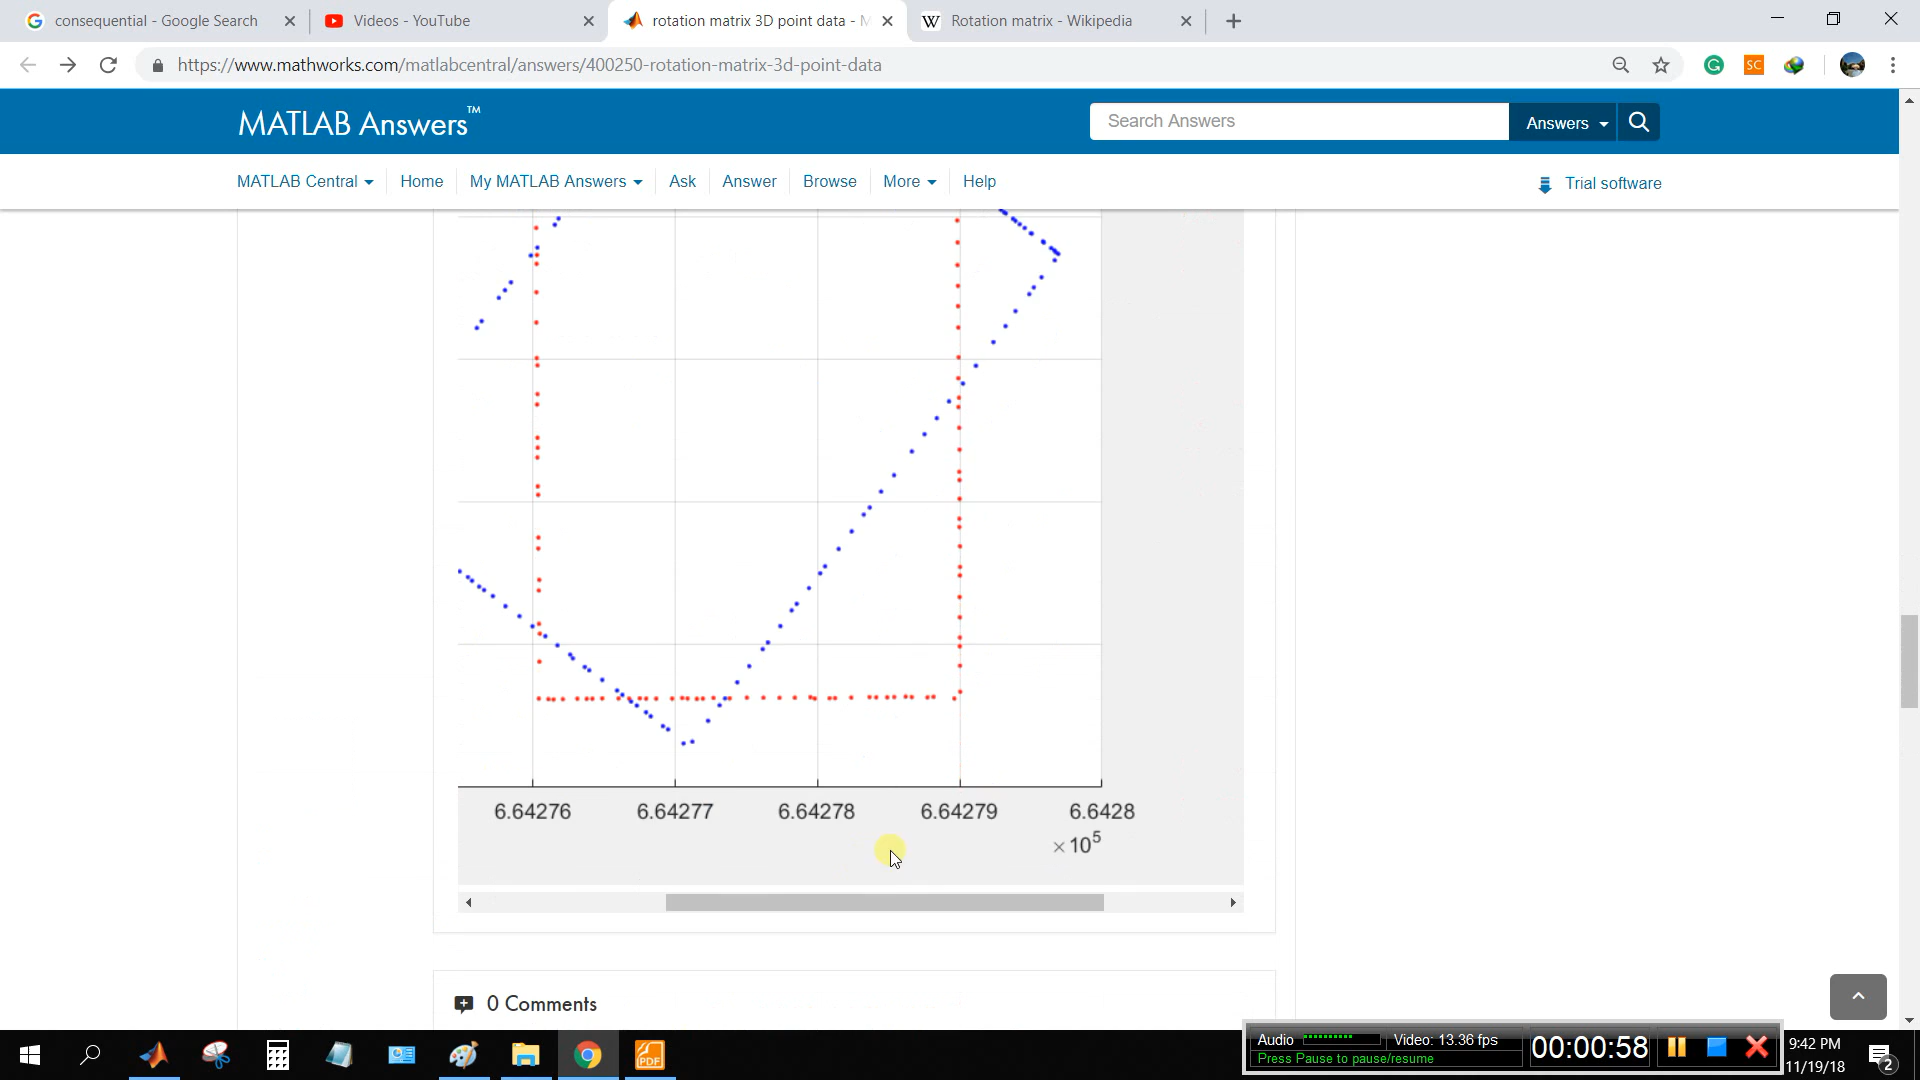 consequential - Google Search
Videos - YouTube
rotation matrix 3D point data - M
Rotation matrix - Wikipedia
https://www.mathworks.com/matlabcentral/answers/400250-rotation-matrix-3d-point-data
SC
MATLAB Answers™
Search Answers
Answers
MATLAB Central
Home
My MATLAB Answers
Ask
Answer
Browse
More
Help
Trial software
6.64276 6.64277 6.64278 6.64279 6.6428
×10⁵
0 Comments
Audio
Video: 13.36 fps
Press Pause to pause/resume
00:00:58
PDF
9:42 PM
11/19/18
2